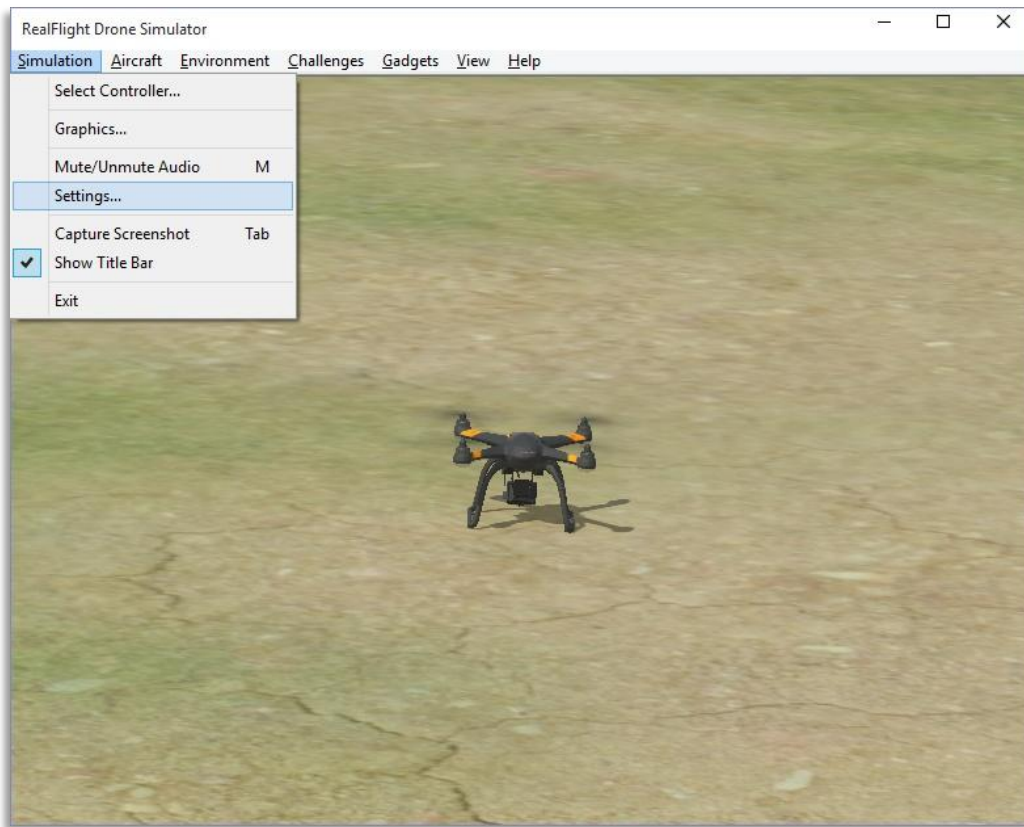 RealFlight Drone Simulator
Simulation Aircraft Environment Challenges Gadgets View Help
Select Controller...
Graphics...
Mute/Unmute Audio M
Settings...
Capture Screenshot Tab
Show Title Bar
Exit